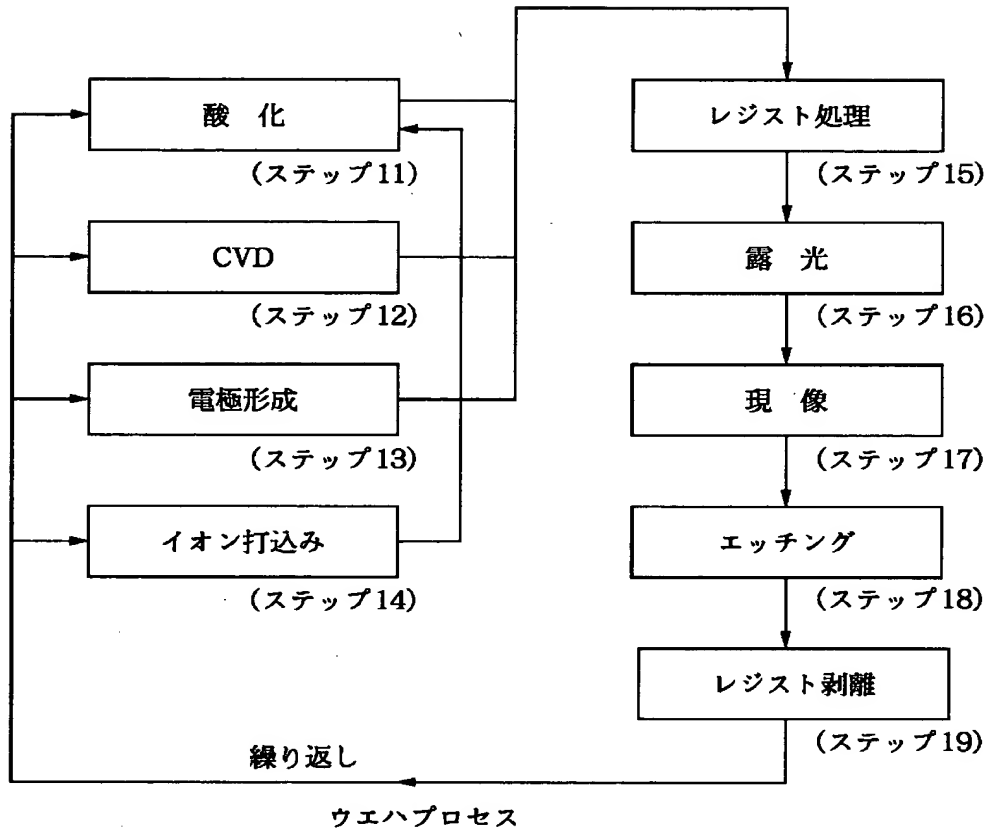 酸 化
(ステップ11)
CVD
(ステップ12)
電極形成
(ステップ13)
イオン打込み
(ステップ14)
レジスト処理
(ステップ15)
露 光
(ステップ16)
現 像
(ステップ17)
エッチング
(ステップ18)
レジスト剥離
(ステップ19)
繰り返し
ウエハプロセス